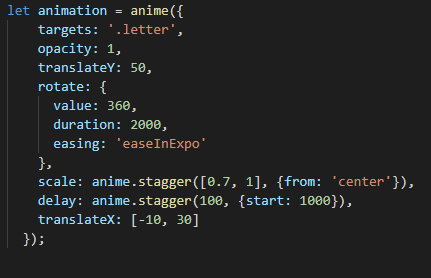 let animation = anime({
targets: '.letter',
opacity: 1,
translateY: 50,
rotate: {
value: 360,
duration: 2000,
easing: 'easeInExpo'
},
scale: anime.stagger([0.7, 1], {from: 'center'}),
delay: anime.stagger(100, {start: 1000}),
translateX: [-10, 30]
});